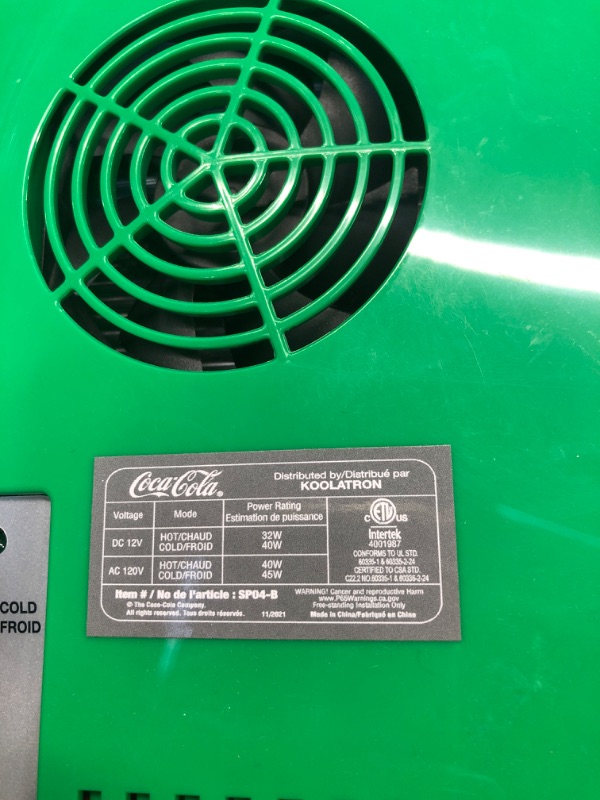 Coca-Cola®
Distributed by/Distribué par
KOOLATRON
Voltage Mode Power Rating
Estimation de puissance
DC 12V HOT/CHAUD 32W
COLD/FROID 40W
AC 120V HOT/CHAUD 40W
COLD/FROID 45W
Item # / No de l'article : SP04-B
© The Coca-Cola Company.
All rights reserved. Tous droits réservés. 11/2021
C ETL US
Intertek
4001987
CONFORMS TO UL STD.
60335-1 & 60335-2-24
CERTIFIED TO CSA STD.
C22.2 NO.60335-1 & 60335-2-24
WARNING! Cancer and reproductive Harm
www.P65Warnings.ca.gov
Free-standing Installation Only
Made in China/Fabriqué en Chine
COLD
FROID